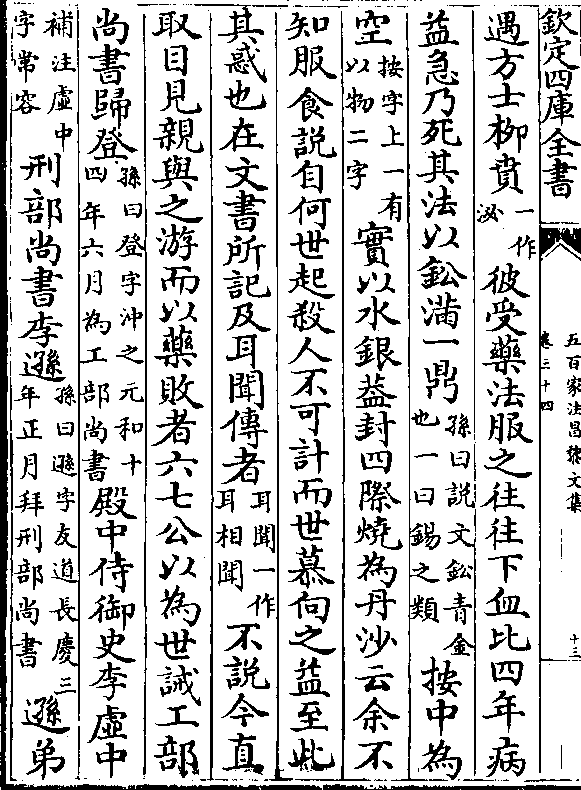 欽定四庫全書
五百家注昌黎文集
卷三十四
十三
遇方士柳賁一作泌彼受藥法服之往往下血比四年病
益急乃死其法以鈆滿一鼎孫曰説文鈆青金也一曰錫之類按中為
空按字上一有以物二字實以水銀葢封四際燒為丹沙云余不
知服食説自何世起殺人不可計而世慕向之益至此
其惑也在文書所記及耳聞傳者耳聞一作耳相聞不説今直
取目見親與之游而以藥敗者六七公以為世誡工部
尚書歸登孫曰登字沖之元和十四年六月為工部尚書殿中侍御史李虛中
補注虛中字常容刑部尚書李遜孫曰遜字友道長慶三年正月拜刑部尚書遜弟